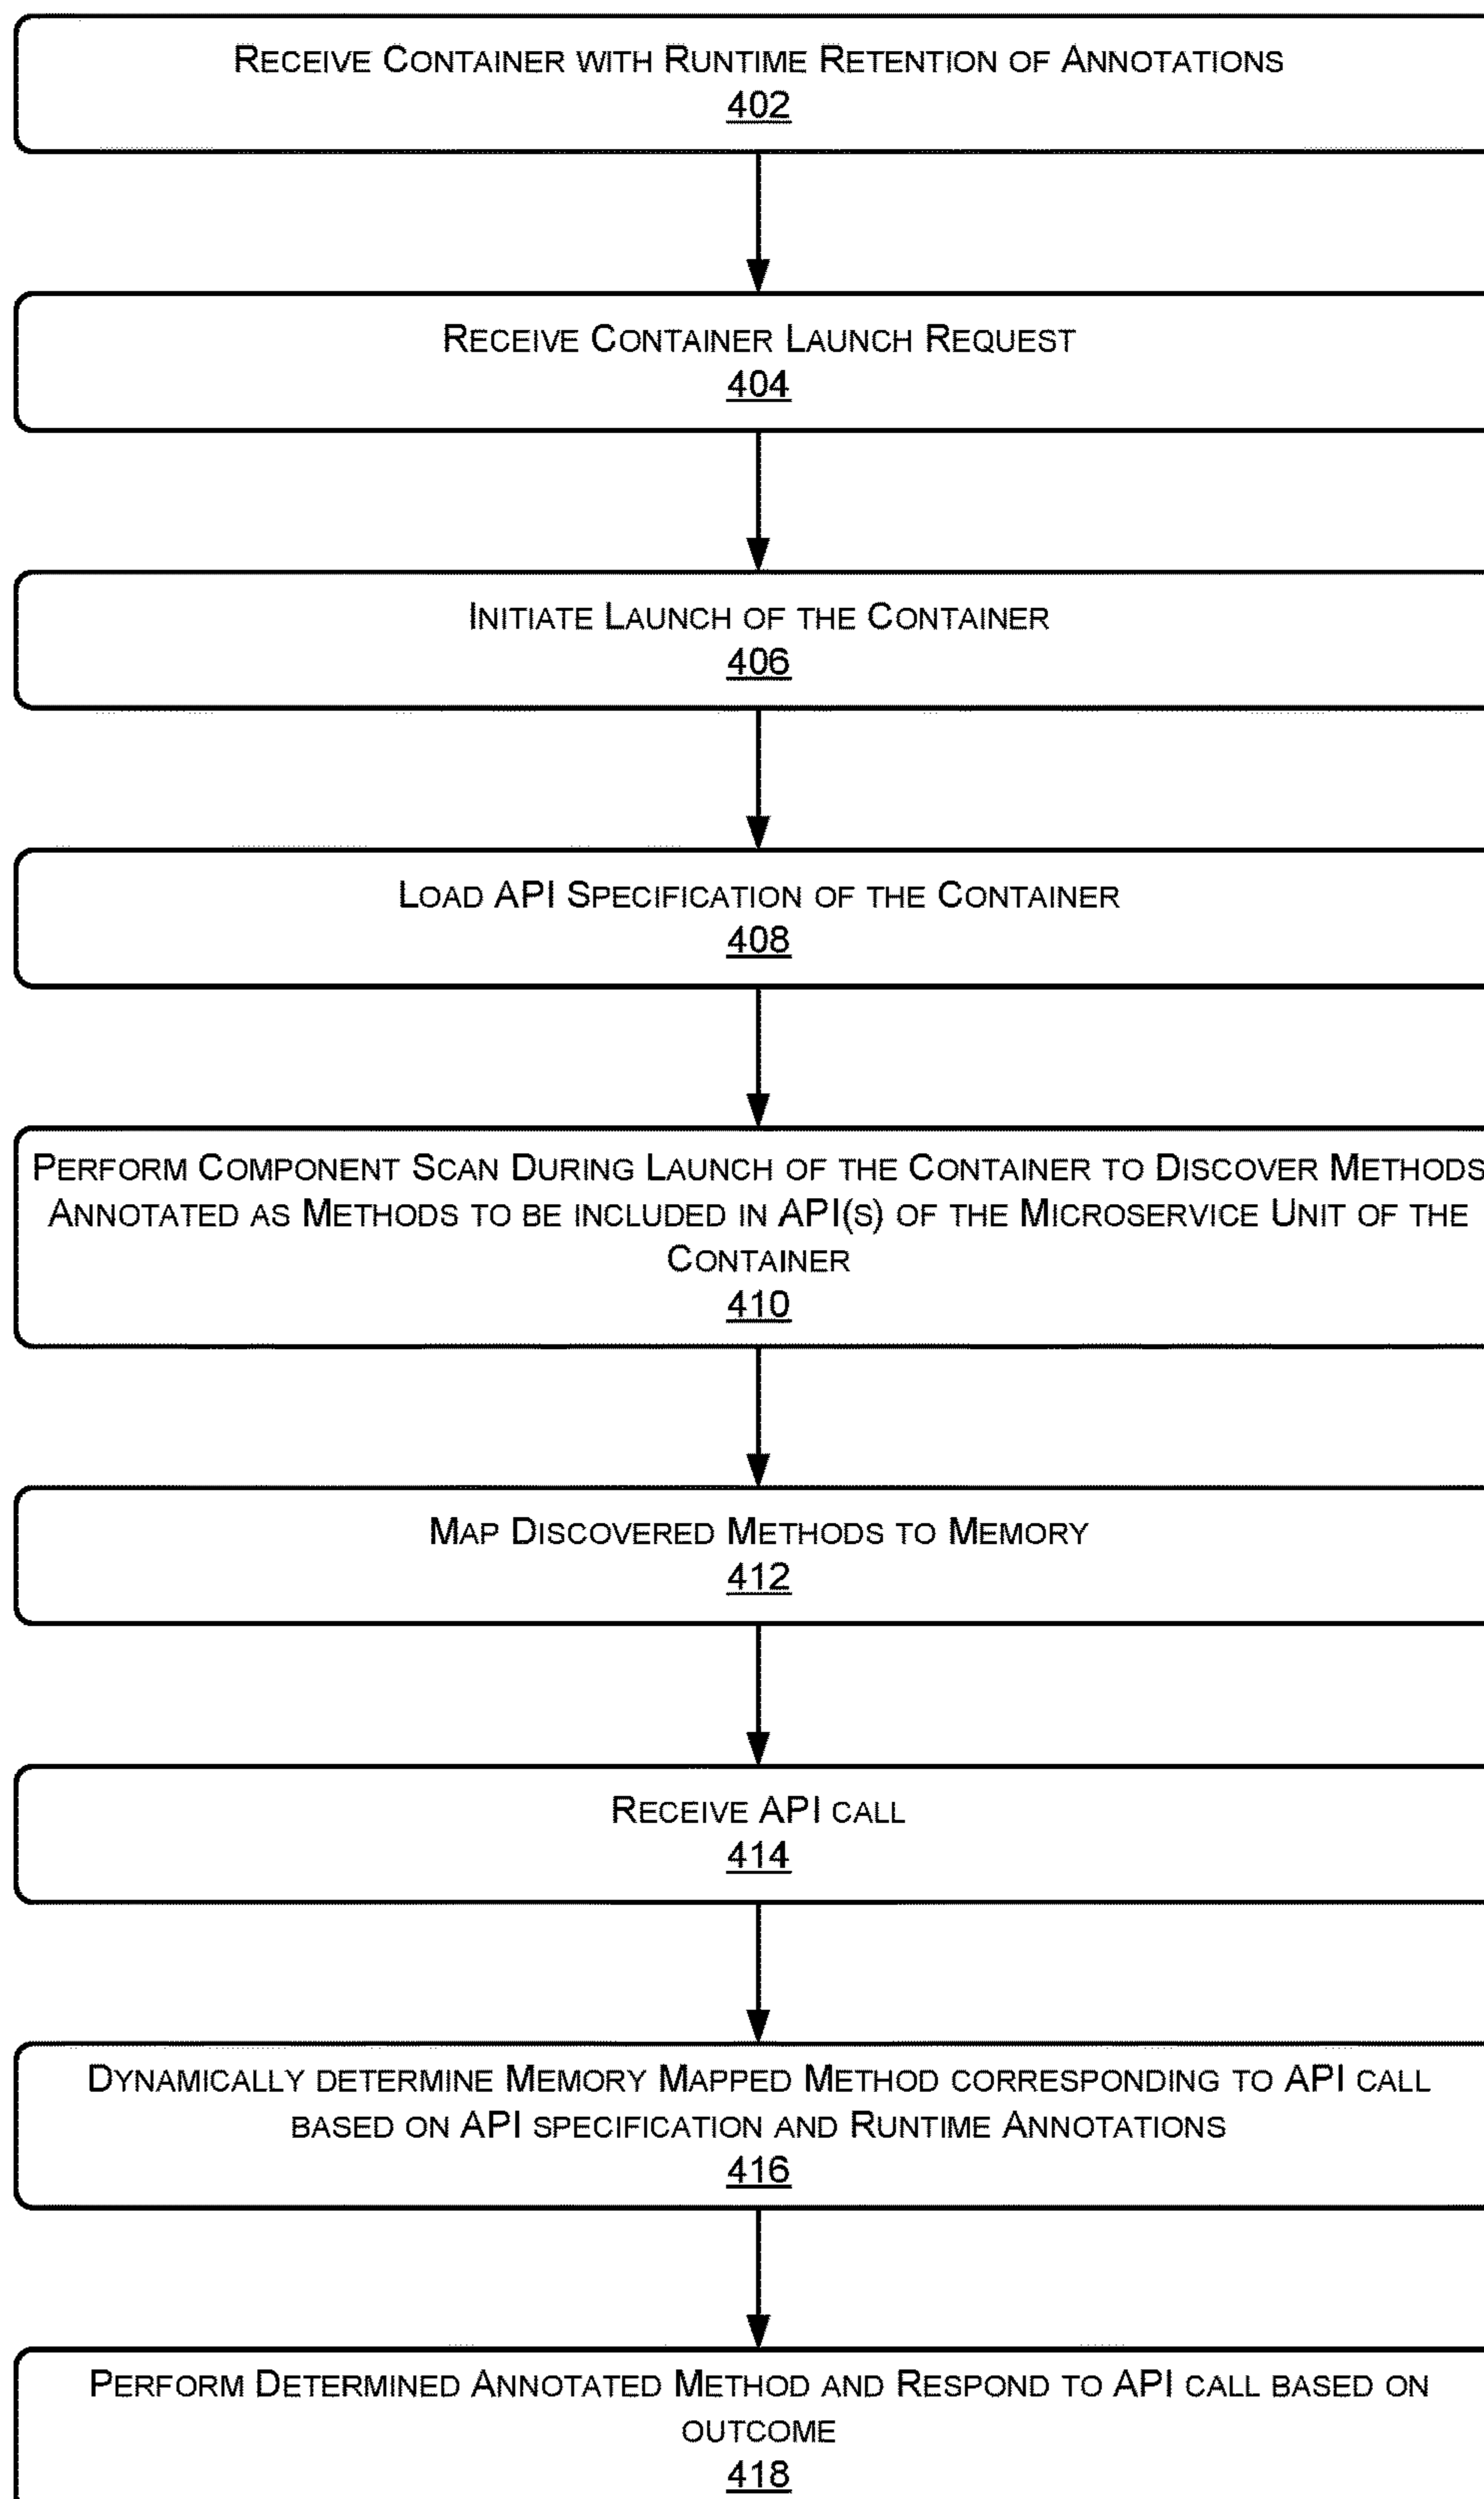 Receive Container with Runtime Retention of Annotations
402
Receive Container Launch Request
404
Initiate Launch of the Container
406
Load API Specification of the Container
408
Perform Component Scan During Launch of the Container to Discover Methods
Annotated as Methods to be included in API(s) of the Microservice Unit of the
Container
410
Map Discovered Methods to Memory
412
Receive API call
414
Dynamically determine Memory Mapped Method corresponding to API call
based on API specification and Runtime Annotations
416
Perform Determined Annotated Method and Respond to API call based on
outcome
418